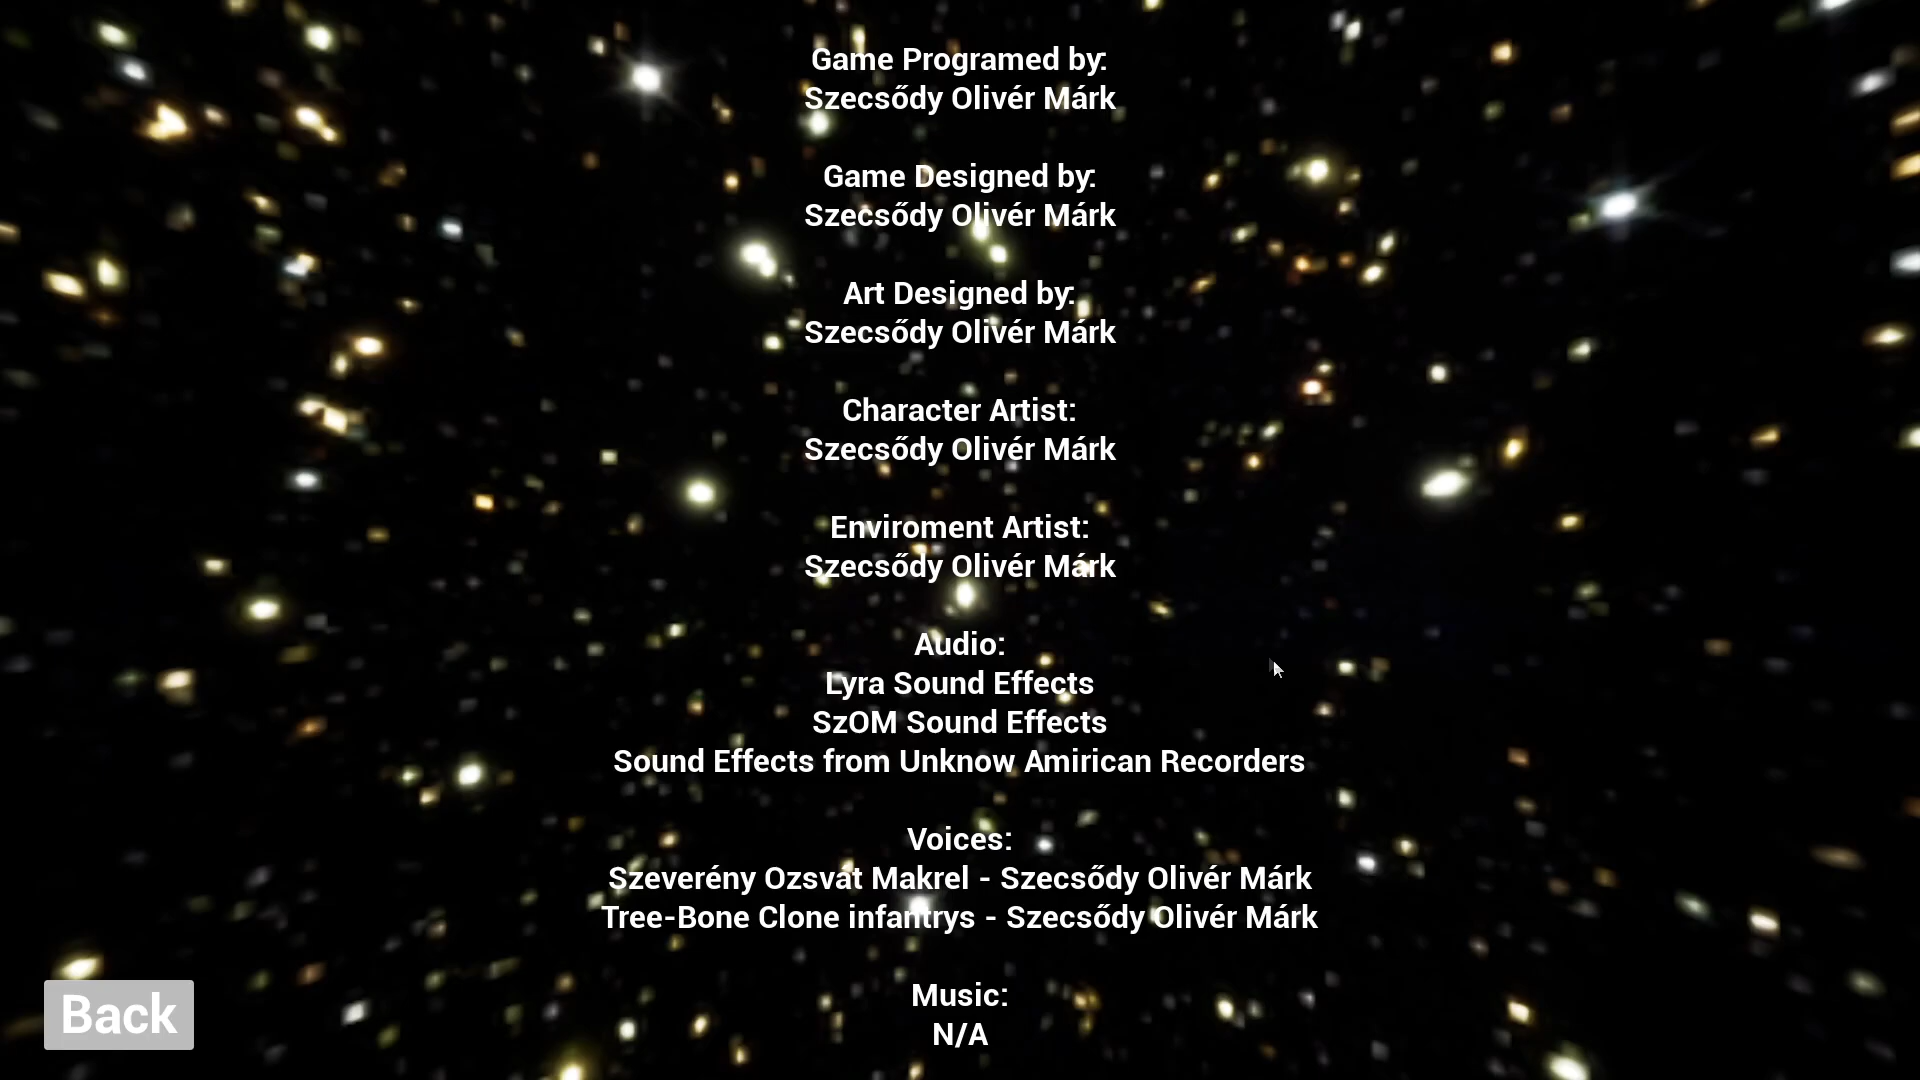 Game Programed by:
Szecsődy Olivér Márk
Game Designed by:
Szecsődy Olivér Márk
Art Designed by:
Szecsődy Olivér Márk
Character Artist:
Szecsődy Olivér Márk
Enviroment Artist:
Szecsődy Olivér Márk
Audio:
Lyra Sound Effects
SzOM Sound Effects
Sound Effects from Unknow Amirican Recorders
Voices:
Szeverény Ozsvát Makrel - Szecsődy Olivér Márk
Tree-Bone Clone infantrys - Szecsődy Olivér Márk
Music:
N/A
Back